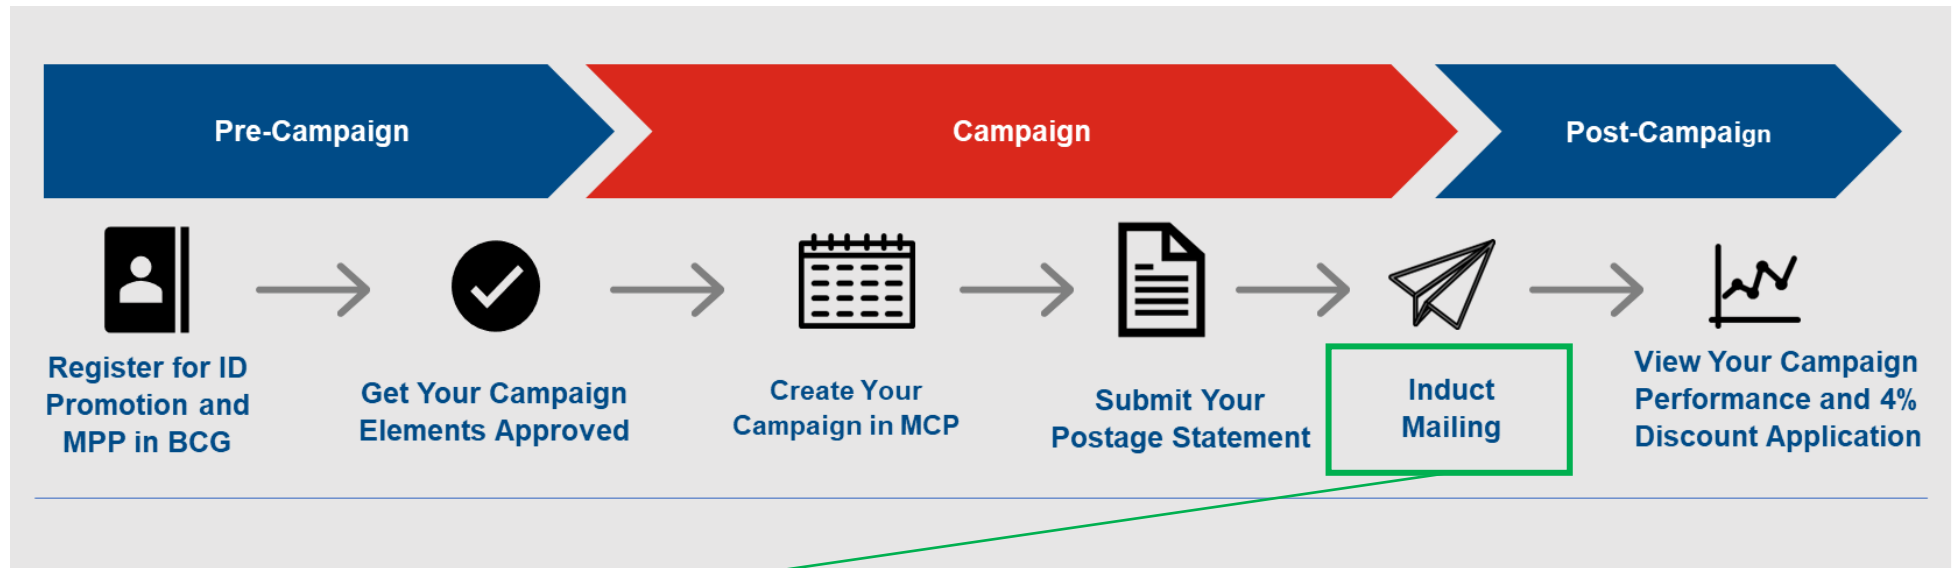 Pre-Campaign
Campaign
Post-Campaign
Register for ID
Promotion and
MPP in BCG
Get Your Campaign
Elements Approved
Create Your
Campaign in MCP
Submit Your
Postage Statement
Induct
Mailing
View Your Campaign
Performance and 4%
Discount Application